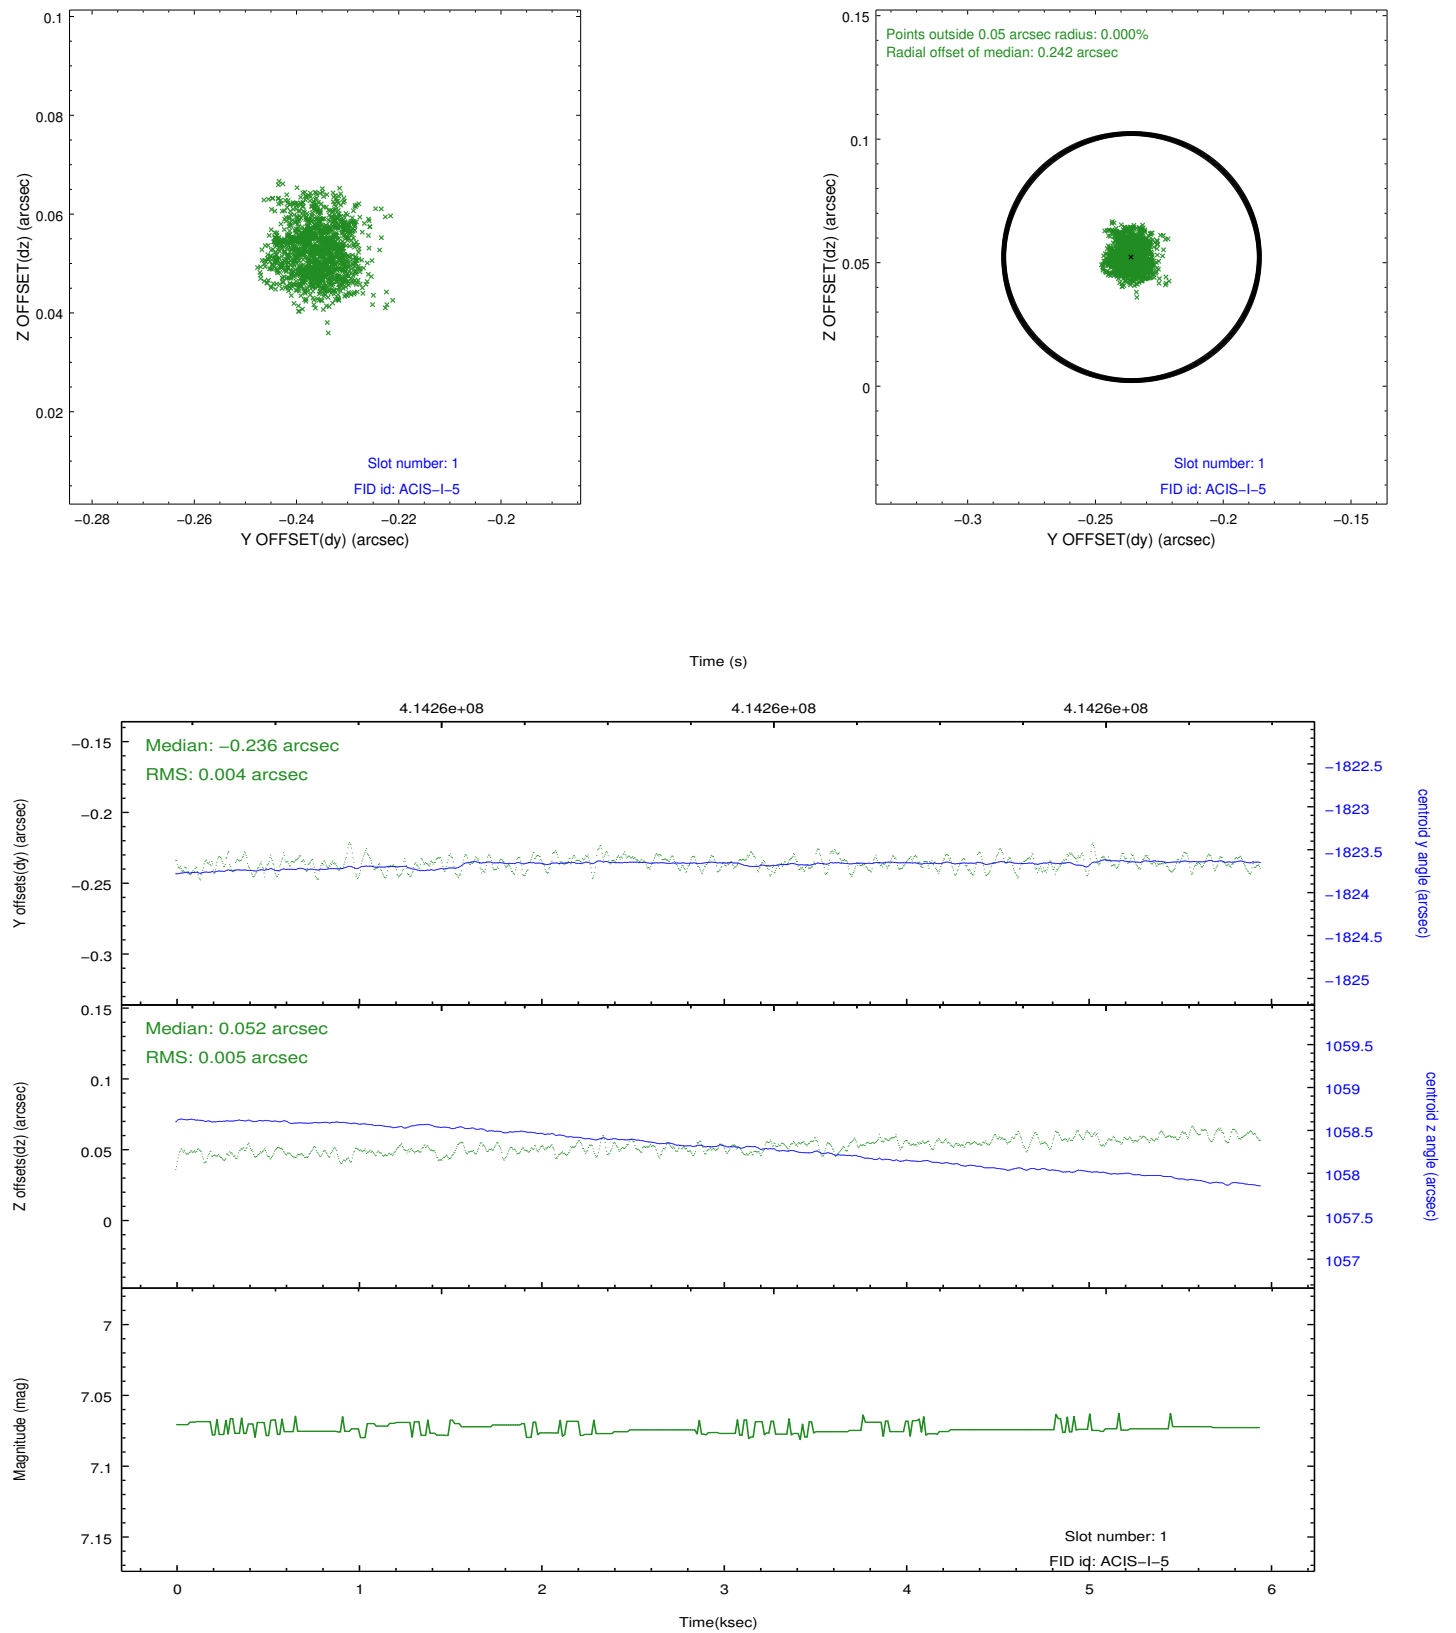 0.1
0.08
0.06
0.04
0.02
Z OFFSET(dz) (arcsec)
Slot number: 1
FID id: ACIS−I−5
−0.28 −0.26 −0.24 −0.22 −0.2
Y OFFSET(dy) (arcsec)
0.15
0.1
0.05
0
Z OFFSET(dz) (arcsec)
Points outside 0.05 arcsec radius: 0.000%
Radial offset of median: 0.242 arcsec
Slot number: 1
FID id: ACIS−I−5
−0.3 −0.25 −0.2 −0.15
Y OFFSET(dy) (arcsec)
Time (s)
4.1426e+08 4.1426e+08 4.1426e+08
−0.15
−0.2
−0.25
−0.3
Y offsets(dy) (arcsec)
Median: −0.236 arcsec
RMS: 0.004 arcsec
−1822.5
−1823
−1823.5
−1824
−1824.5
−1825
centroid y angle (arcsec)
0.15
0.1
0.05
0
Z offsets(dz) (arcsec)
Median: 0.052 arcsec
RMS: 0.005 arcsec
1059.5
1059
1058.5
1058
1057.5
1057
centroid z angle (arcsec)
7
7.05
7.1
7.15
Magnitude (mag)
Slot number: 1
FID id: ACIS−I−5
0 1 2 3 4 5 6
Time(ksec)